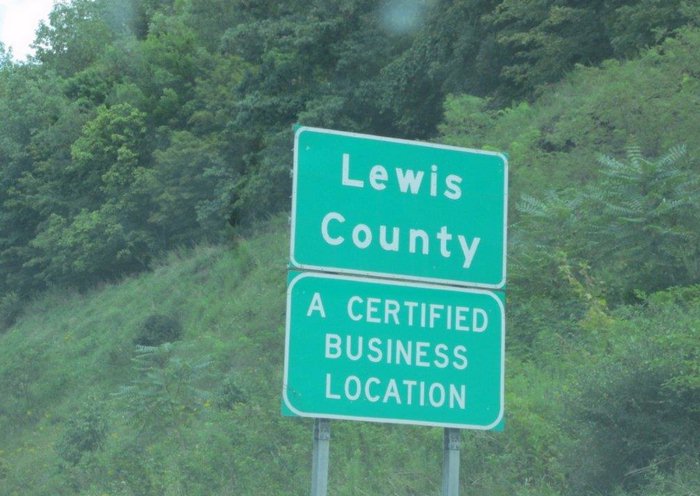 Lewis
County
A CERTIFIED
BUSINESS
LOCATION